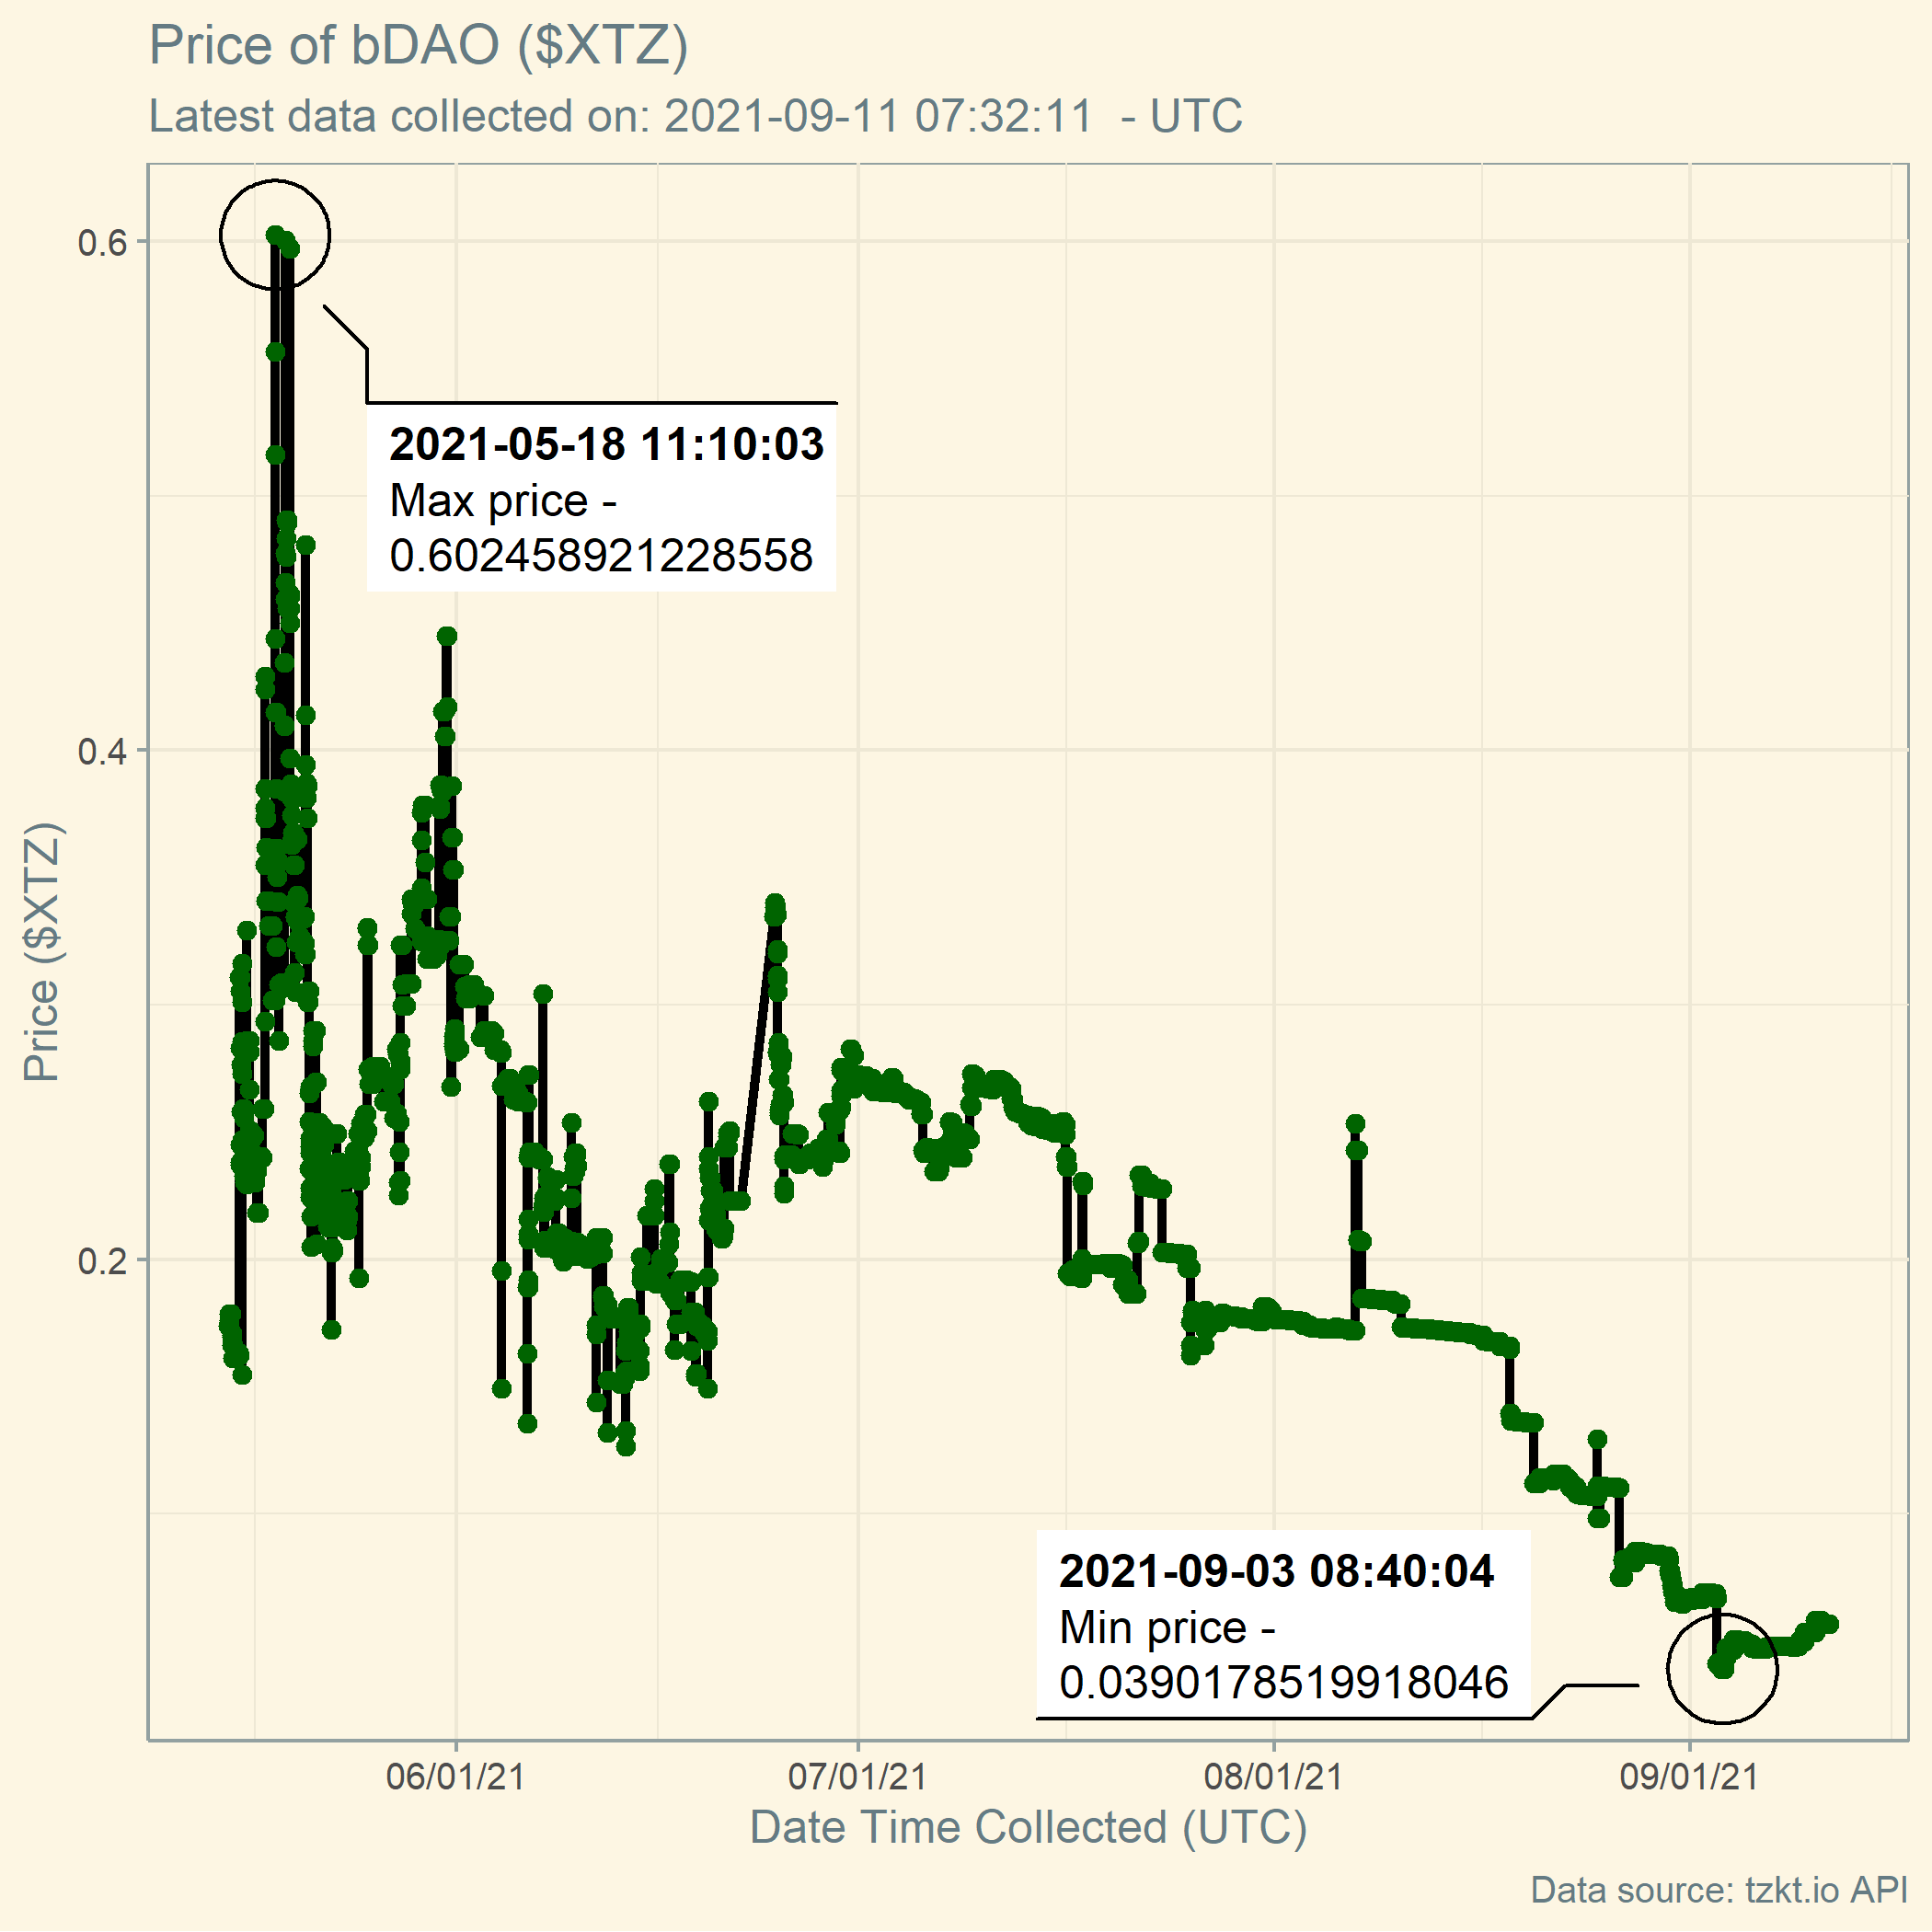 Price of bDAO ($XTZ)
Latest data collected on: 2021-09-11 07:32:11  - UTC
0.6
2021-05-18 11:10:03
Max price -
0.602458921228558
0.4
Price ($XTZ)
0.2
2021-09-03 08:40:04
Min price -
0.0390178519918046
06/01/21
07/01/21
08/01/21
09/01/21
Date Time Collected (UTC)
Data source: tzkt.io API